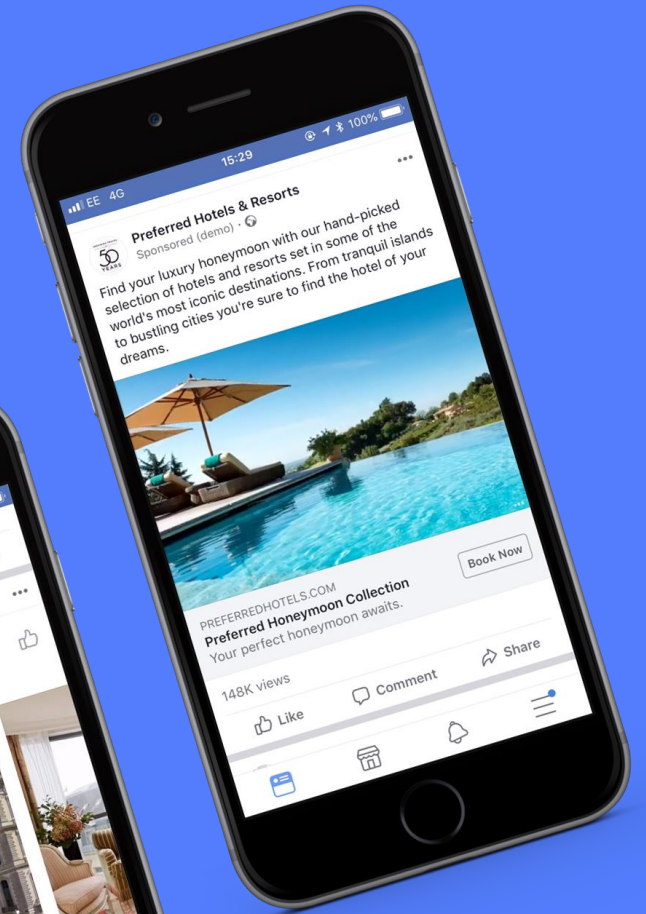 EE 4G
15:29
100%
Preferred Hotels & Resorts
Sponsored (demo) ·
50
YEARS
Find your luxury honeymoon with our hand-picked
selection of hotels and resorts set in some of the
world's most iconic destinations. From tranquil islands
to bustling cities you're sure to find the hotel of your
dreams.
PREFERREDHOTELS.COM
Preferred Honeymoon Collection
Your perfect honeymoon awaits.
Book Now
148K views
Like
Comment
Share